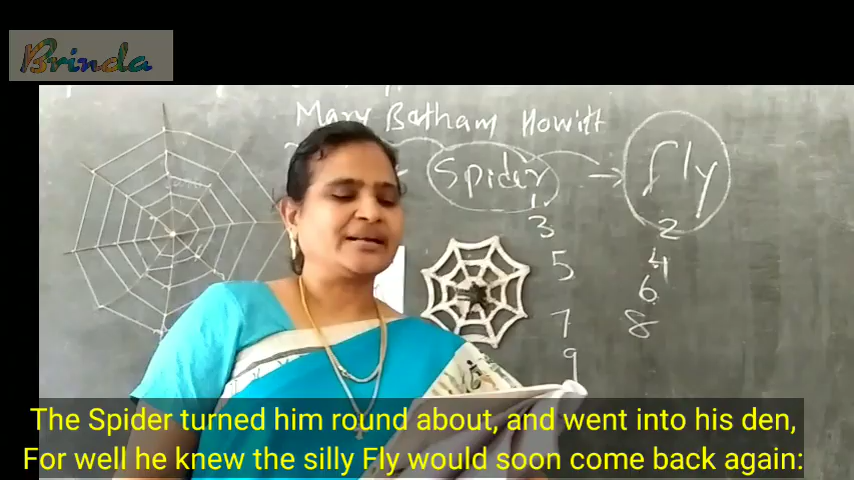 Brinda
Mary Botham Howitt
Spider
Fly
1
3
2
5
4
6
7
8
9
The Spider turned him round about, and went into his den,
For well he knew the silly Fly would soon come back again: